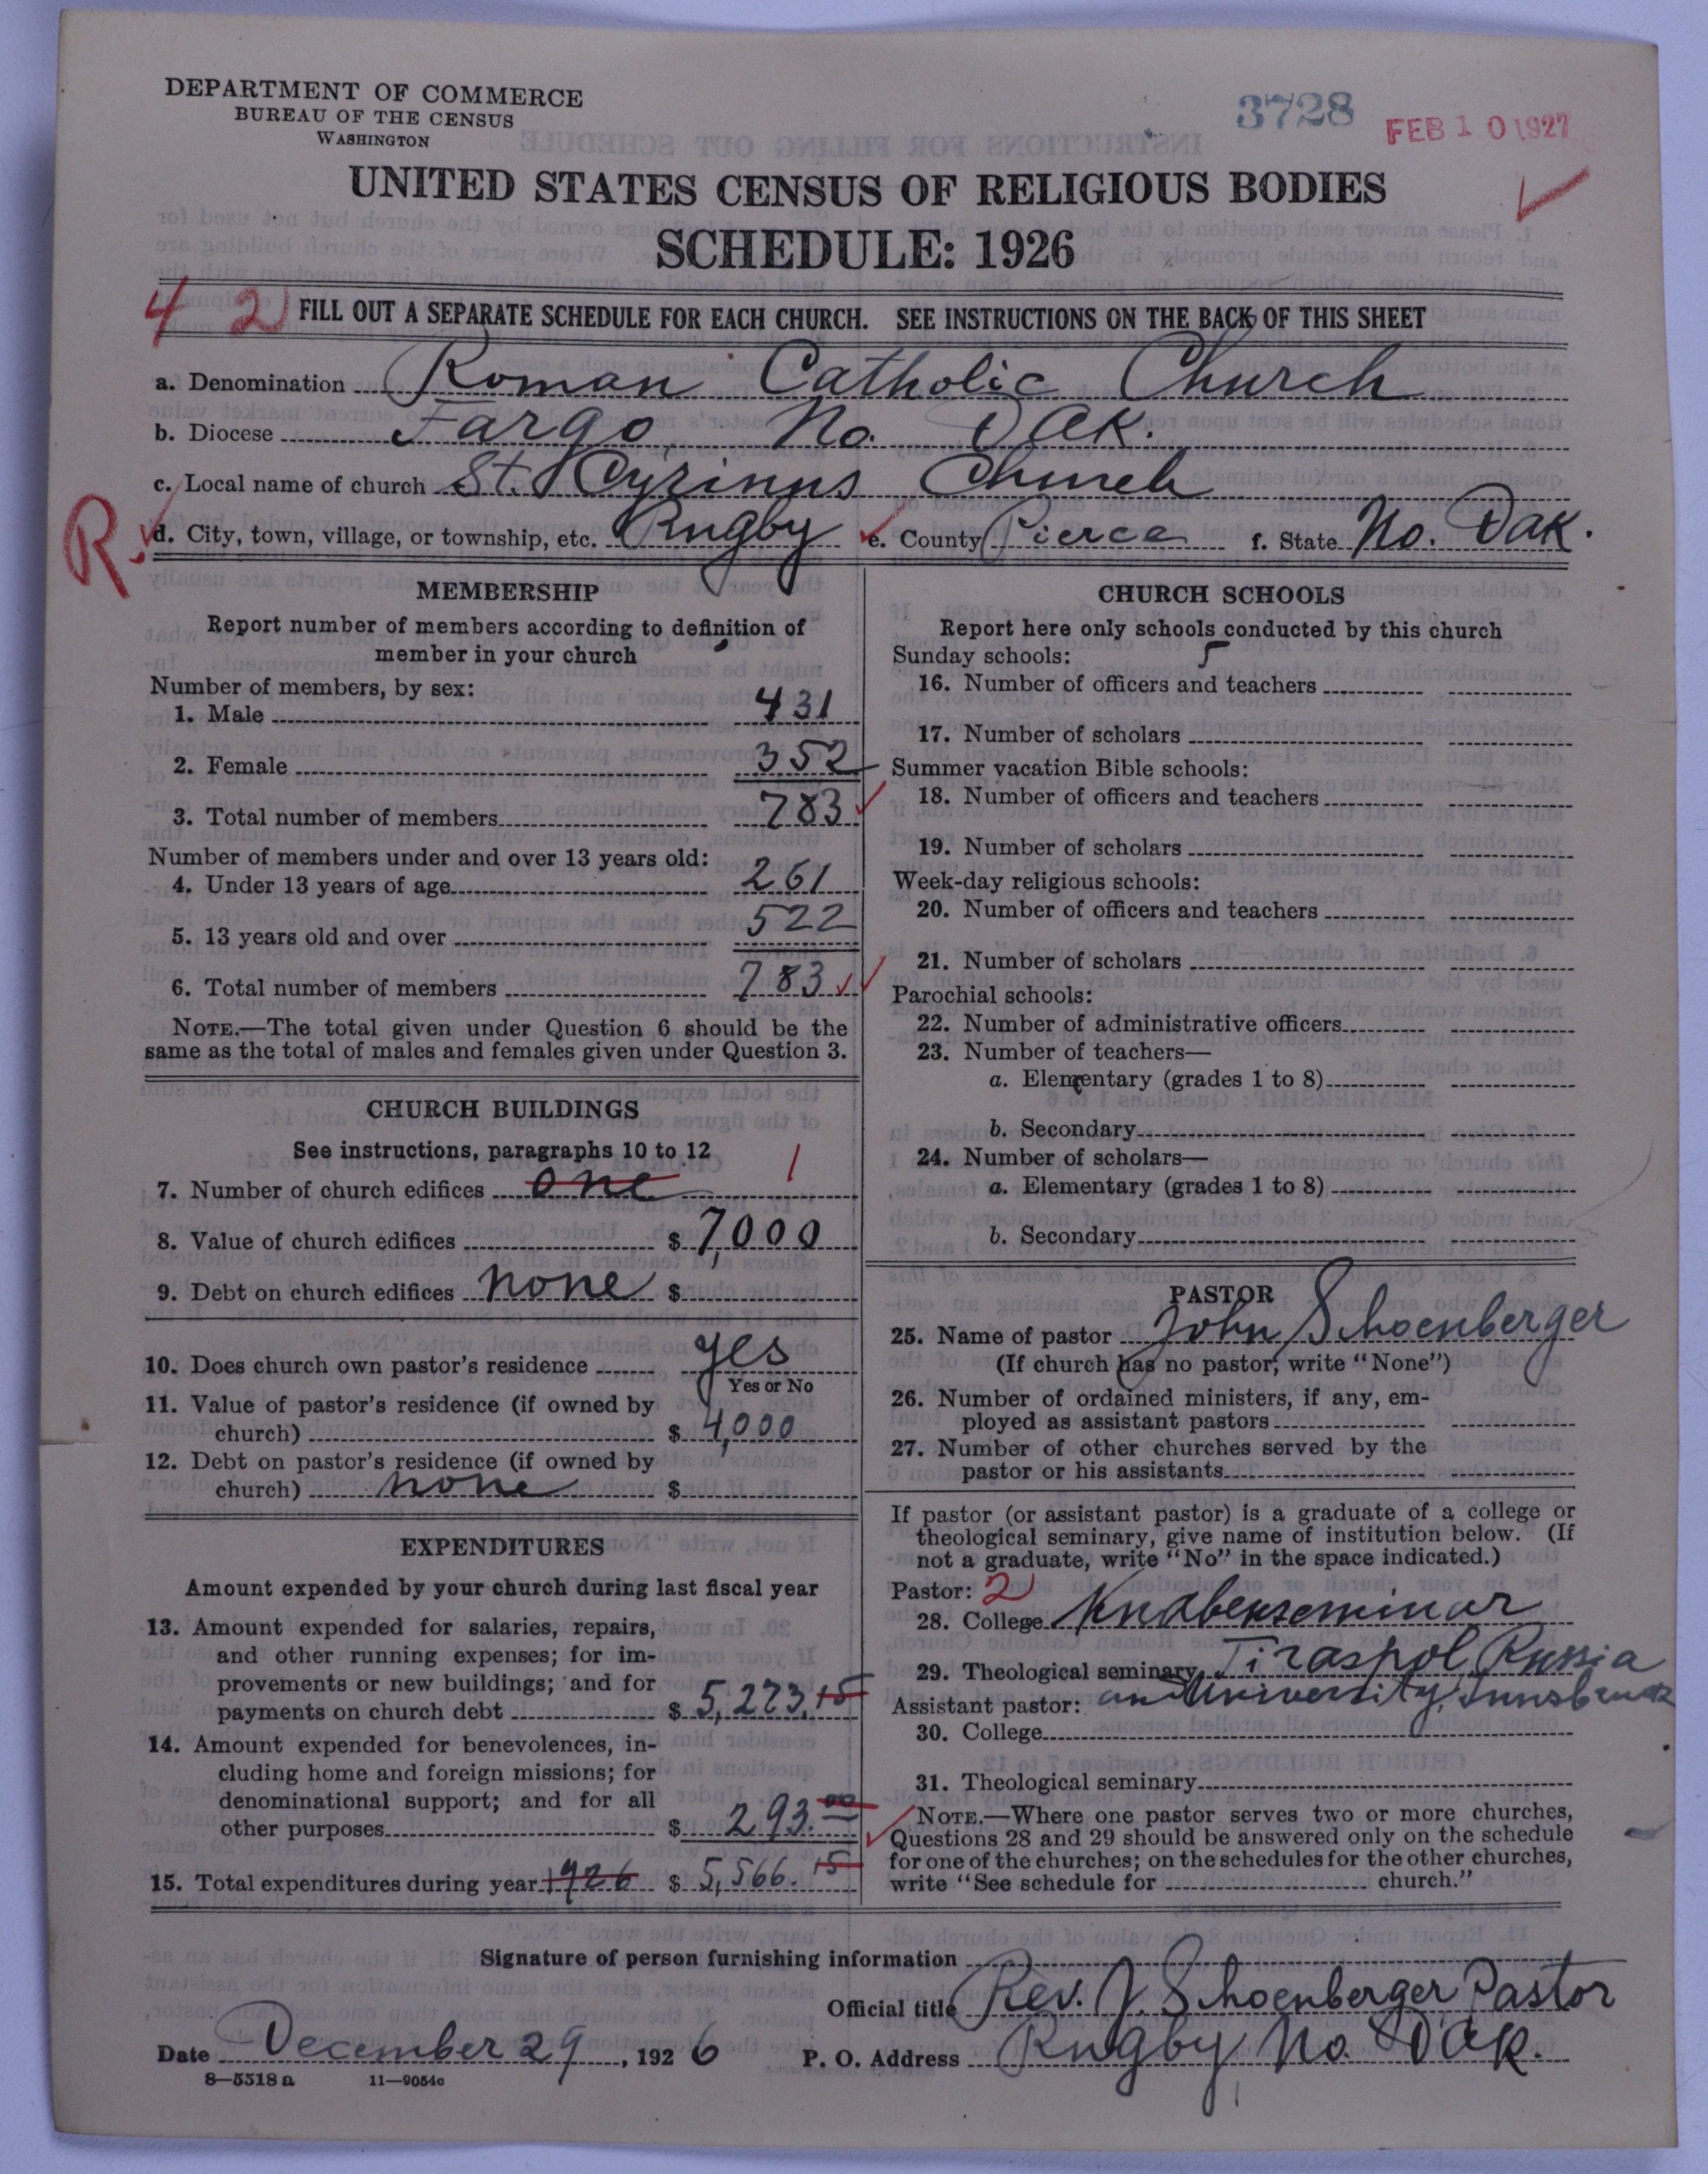 DEPARTMENT OF COMMERCE
BUREAU OF THE CENSUS
WASHINGTON
3728
FEB 10 1927
UNITED STATES CENSUS OF RELIGIOUS BODIES
SCHEDULE: 1926
4 2
FILL OUT A SEPARATE SCHEDULE FOR EACH CHURCH. SEE INSTRUCTIONS ON THE BACK OF THIS SHEET
a. Denomination Roman Catholic Church
b. Diocese Fargo, No. Dak.
c. Local name of church St. Cyrinus Church
R. d. City, town, village, or township, etc. Rugby e. County Pierce f. State No. Dak.
MEMBERSHIP
Report number of members according to definition of
member in your church
Number of members, by sex:
1. Male 431
2. Female 352
3. Total number of members 783
Number of members under and over 13 years old:
4. Under 13 years of age 261
5. 13 years old and over 522
6. Total number of members 783
NOTE.—The total given under Question 6 should be the
same as the total of males and females given under Question 3.
CHURCH BUILDINGS
See instructions, paragraphs 10 to 12
7. Number of church edifices one 1
8. Value of church edifices $ 7,000
9. Debt on church edifices none $
10. Does church own pastor's residence yes
Yes or No
11. Value of pastor's residence (if owned by
church) $ 4,000
12. Debt on pastor's residence (if owned by
church) none $
EXPENDITURES
Amount expended by your church during last fiscal year
13. Amount expended for salaries, repairs,
and other running expenses; for im-
provements or new buildings; and for
payments on church debt $ 5,273.15
14. Amount expended for benevolences, in-
cluding home and foreign missions; for
denominational support; and for all
other purposes $ 293.00
15. Total expenditures during year 1926 $ 5,566.15
CHURCH SCHOOLS
Report here only schools conducted by this church
Sunday schools: 5
16. Number of officers and teachers
17. Number of scholars
Summer vacation Bible schools:
18. Number of officers and teachers
19. Number of scholars
Week-day religious schools:
20. Number of officers and teachers
21. Number of scholars
Parochial schools:
22. Number of administrative officers
23. Number of teachers—
a. Elementary (grades 1 to 8)
b. Secondary
24. Number of scholars—
a. Elementary (grades 1 to 8)
b. Secondary
PASTOR
25. Name of pastor John Schoenberger
(If church has no pastor, write "None")
26. Number of ordained ministers, if any, em-
ployed as assistant pastors
27. Number of other churches served by the
pastor or his assistants
If pastor (or assistant pastor) is a graduate of a college or
theological seminary, give name of institution below. (If
not a graduate, write "No" in the space indicated.)
Pastor: 2
28. College Knabenseminar
29. Theological seminary Tiraspol Russia
Assistant pastor: and University, Innsbruck
30. College
31. Theological seminary
NOTE.—Where one pastor serves two or more churches,
Questions 28 and 29 should be answered only on the schedule
for one of the churches; on the schedules for the other churches,
write "See schedule for church."
Signature of person furnishing information
Official title Rev. J. Schoenberger Pastor
Date December 29, 1926 P. O. Address Rugby, No. Dak.
8—5518 a 11—9054c